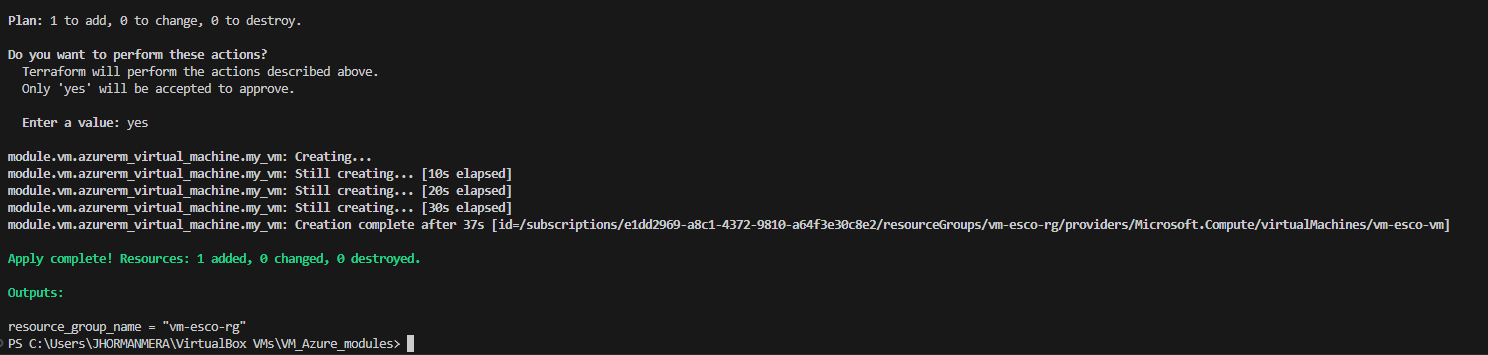 Plan: 1 to add, 0 to change, 0 to destroy.
Do you want to perform these actions?
Terraform will perform the actions described above.
Only 'yes' will be accepted to approve.
Enter a value: yes
module.vm.azurerm_virtual_machine.my_vm: Creating...
module.vm.azurerm_virtual_machine.my_vm: Still creating... [10s elapsed]
module.vm.azurerm_virtual_machine.my_vm: Still creating... [20s elapsed]
module.vm.azurerm_virtual_machine.my_vm: Still creating... [30s elapsed]
module.vm.azurerm_virtual_machine.my_vm: Creation complete after 37s [id=/subscriptions/e1dd2969-a8c1-4372-9810-a64f3e30c8e2/resourceGroups/vm-esco-rg/providers/Microsoft.Compute/virtualMachines/vm-esco-vm]
Apply complete! Resources: 1 added, 0 changed, 0 destroyed.
Outputs:
resource_group_name = "vm-esco-rg"
PS C:\Users\JHORMANMERA\VirtualBox VMs\VM_Azure_modules>